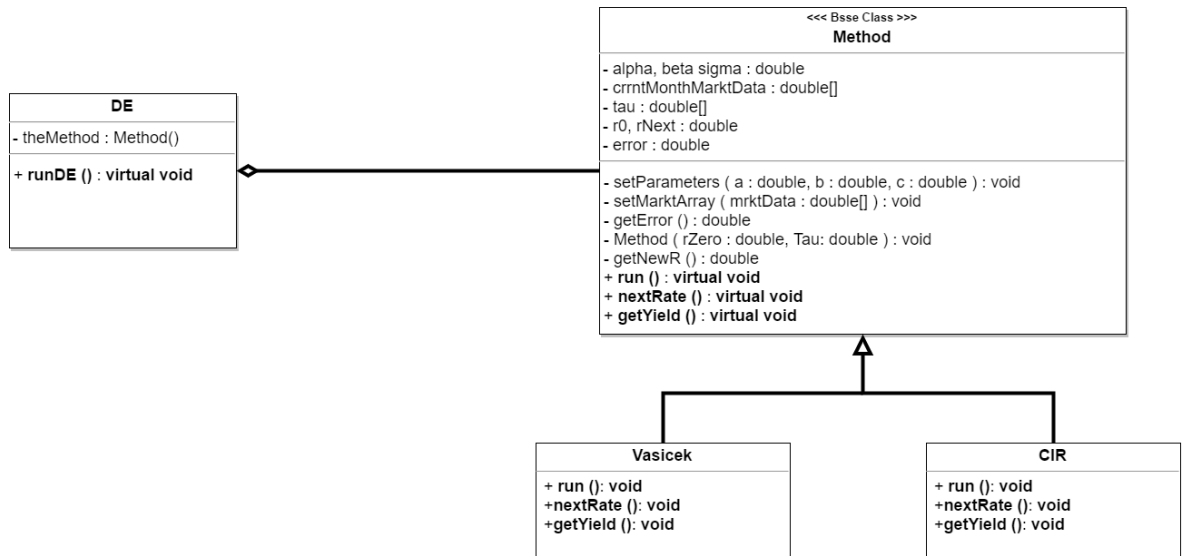 <<< Bsse Class >>>
Method
- alpha, beta sigma : double
- crrntMonthMarktData : double[]
- tau : double[]
- r0, rNext : double
- error : double
- setParameters ( a : double, b : double, c : double ) : void
- setMarktArray ( mrktData : double[] ) : void
- getError () : double
- Method ( rZero : double, Tau: double ) : void
- getNewR () : double
+ run () : virtual void
+ nextRate () : virtual void
+ getYield () : virtual void
DE
- theMethod : Method()
+ runDE () : virtual void
Vasicek
+ run (): void
+nextRate (): void
+getYield (): void
CIR
+ run (): void
+nextRate (): void
+getYield (): void